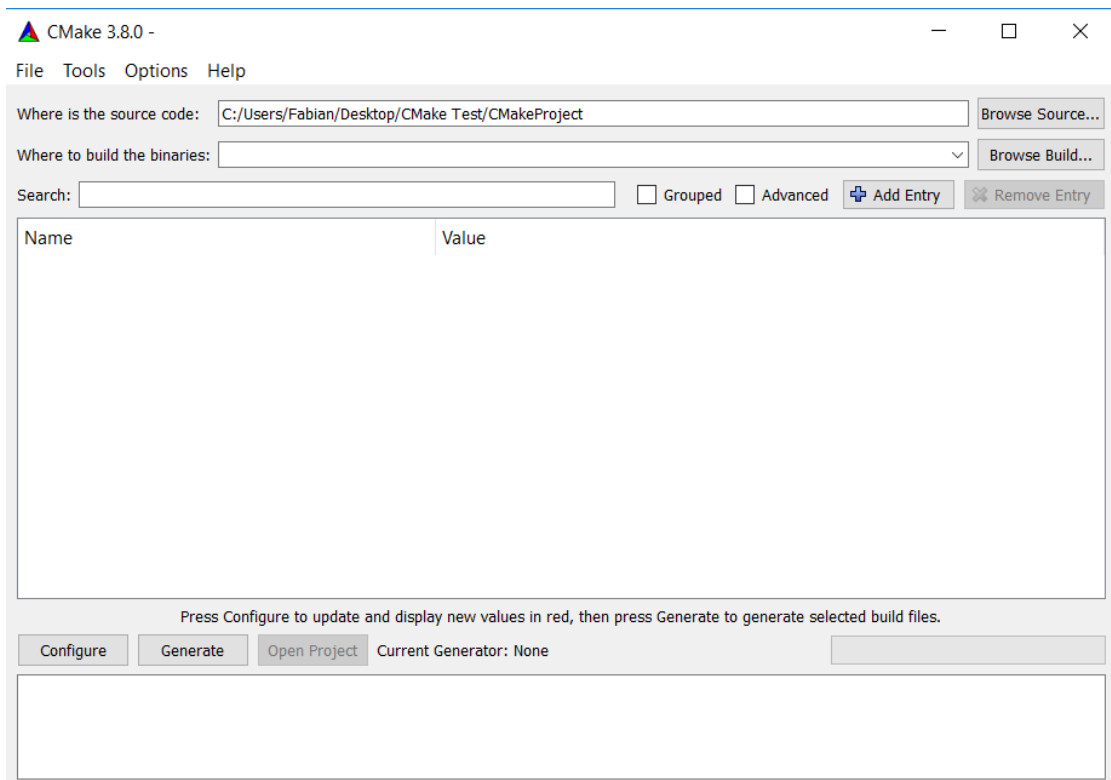 CMake 3.8.0 -
File Tools Options Help
Where is the source code: C:/Users/Fabian/Desktop/CMake Test/CMakeProject Browse Source...
Where to build the binaries: Browse Build...
Search: Grouped Advanced Add Entry Remove Entry
Name Value
Press Configure to update and display new values in red, then press Generate to generate selected build files.
Configure Generate Open Project Current Generator: None